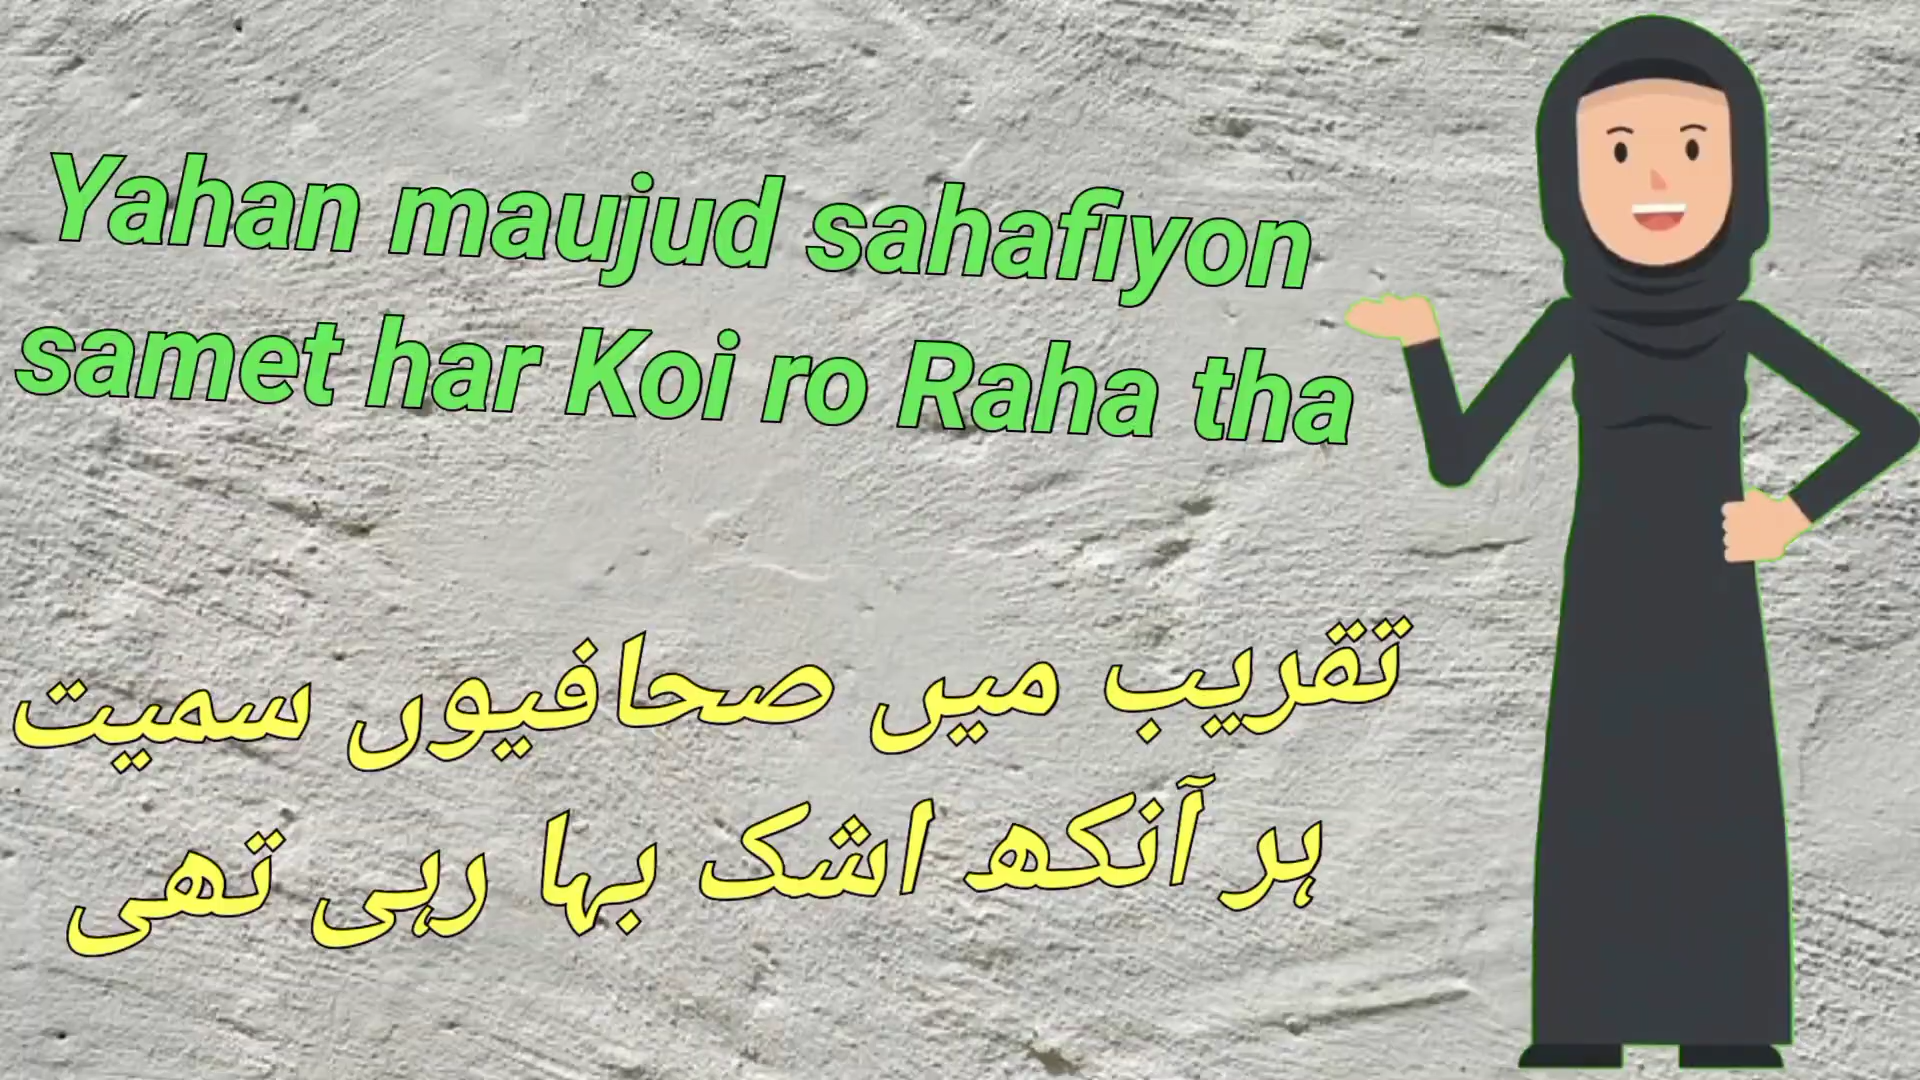 Yahan maujud sahafiyon
samet har Koi ro Raha tha
تقریب میں صحافیوں سمیت
ہر آنکھ اشک بہا رہی تھی